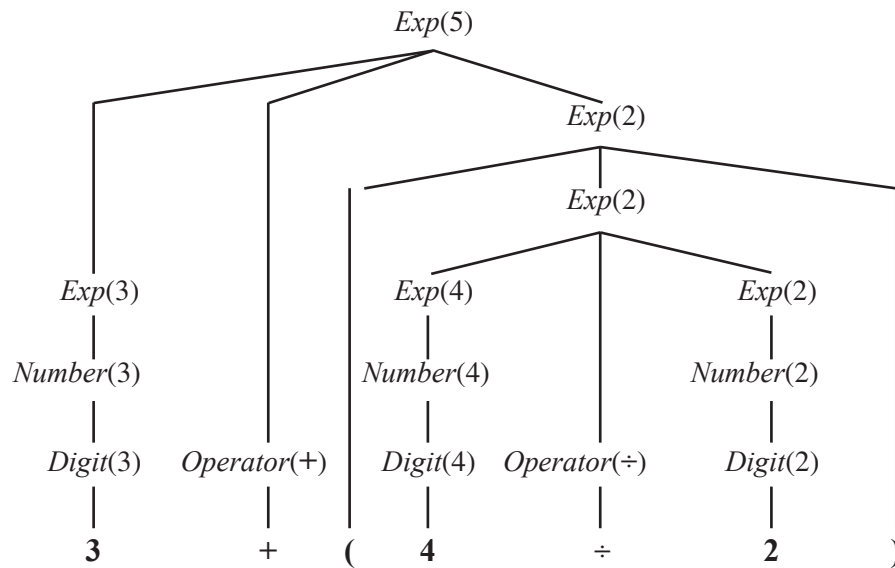 Exp(5)
Exp(2)
Exp(2)
Exp(3) Exp(4) Exp(2)
Number(3) Number(4) Number(2)
Digit(3) Operator(+) Digit(4) Operator(÷) Digit(2)
3 + ( 4 ÷ 2 )